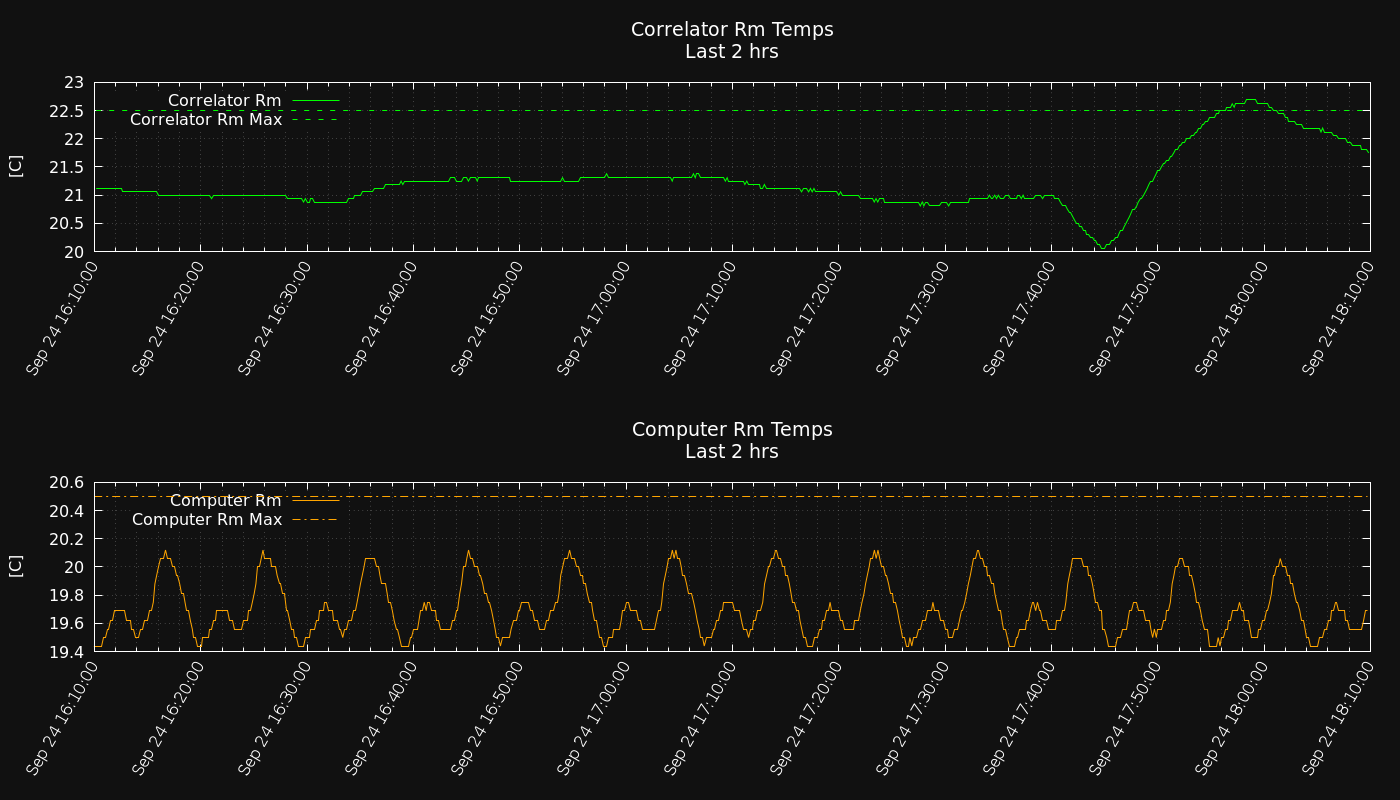 Correlator Rm Temps
Last 2 hrs
[C]
23
22.5
22
21.5
21
20.5
20
Correlator Rm
Correlator Rm Max
Sep 24 16:10:00
Sep 24 16:20:00
Sep 24 16:30:00
Sep 24 16:40:00
Sep 24 16:50:00
Sep 24 17:00:00
Sep 24 17:10:00
Sep 24 17:20:00
Sep 24 17:30:00
Sep 24 17:40:00
Sep 24 17:50:00
Sep 24 18:00:00
Sep 24 18:10:00
Computer Rm Temps
Last 2 hrs
[C]
20.6
20.4
20.2
20
19.8
19.6
19.4
Computer Rm
Computer Rm Max
Sep 24 16:10:00
Sep 24 16:20:00
Sep 24 16:30:00
Sep 24 16:40:00
Sep 24 16:50:00
Sep 24 17:00:00
Sep 24 17:10:00
Sep 24 17:20:00
Sep 24 17:30:00
Sep 24 17:40:00
Sep 24 17:50:00
Sep 24 18:00:00
Sep 24 18:10:00